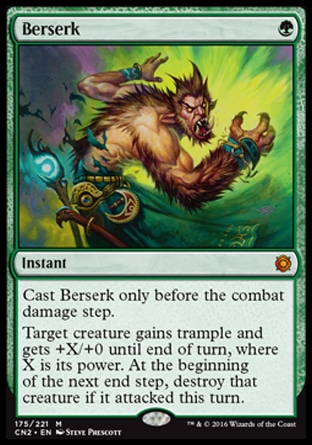 Berserk
Instant
Cast Berserk only before the combat
damage step.
Target creature gains trample and
gets +X/+0 until end of turn, where
X is its power. At the beginning
of the next end step, destroy that
creature if it attacked this turn.
175/221 M
CN2 • EN Steve Prescott
™ & © 2016 Wizards of the Coast